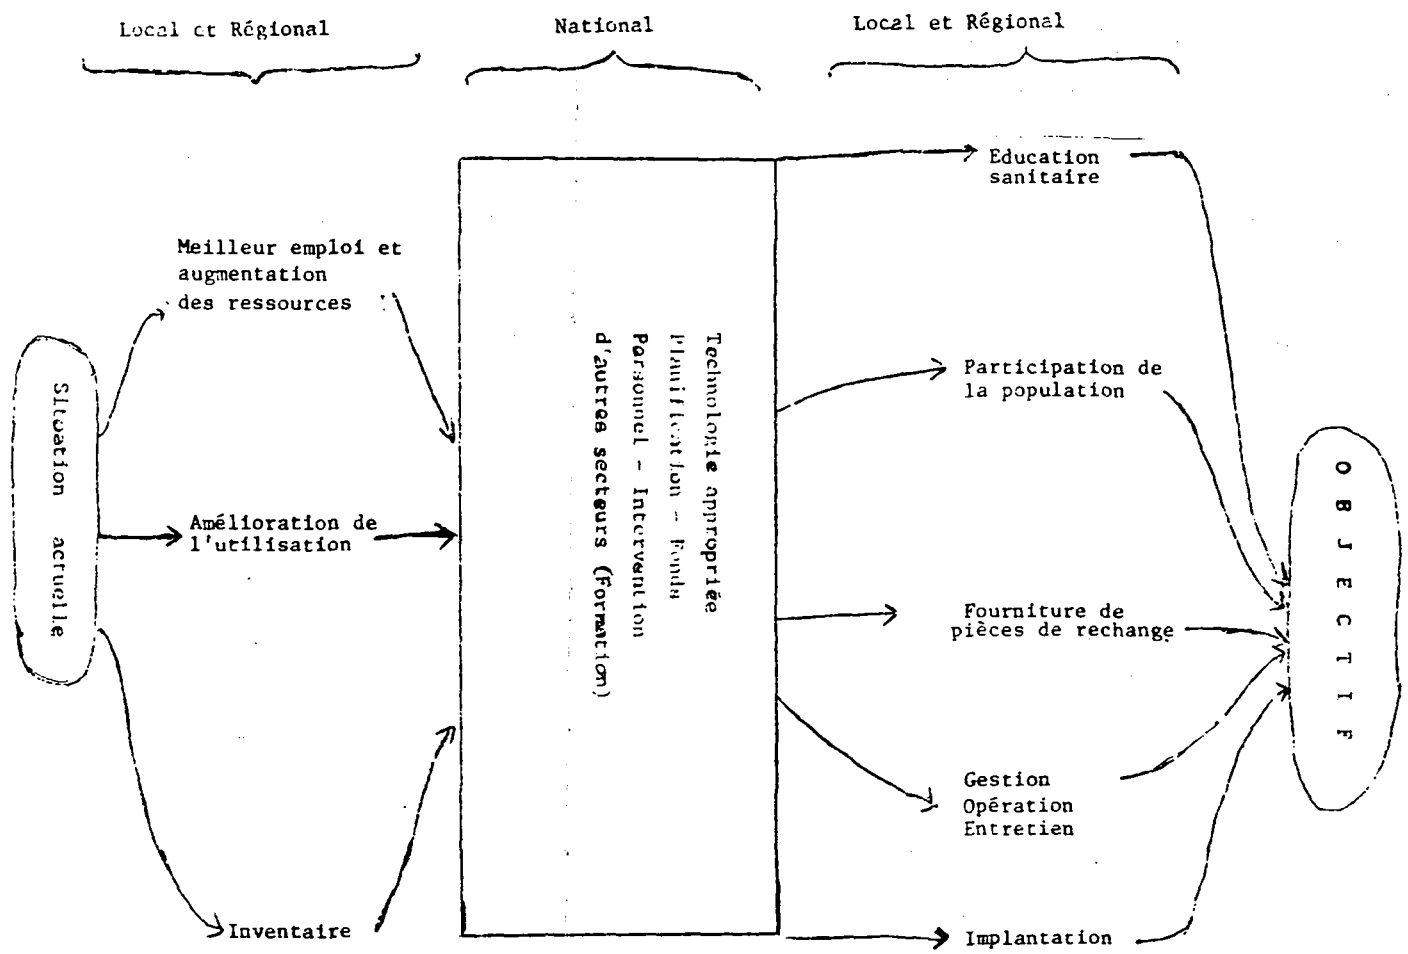 Local et Régional
National
Local et Régional
Meilleur emploi et
augmentation
des ressources
Situation actuelle
Amélioration de
l'utilisation
Inventaire
Technologie appropriée
Planification - Fonds
Personnel - Intervention
d'autres secteurs (Formation)
Education
sanitaire
Participation de
la population
Fourniture de
pièces de rechange
Gestion
Opération
Entretien
Implantation
OBJECTIF